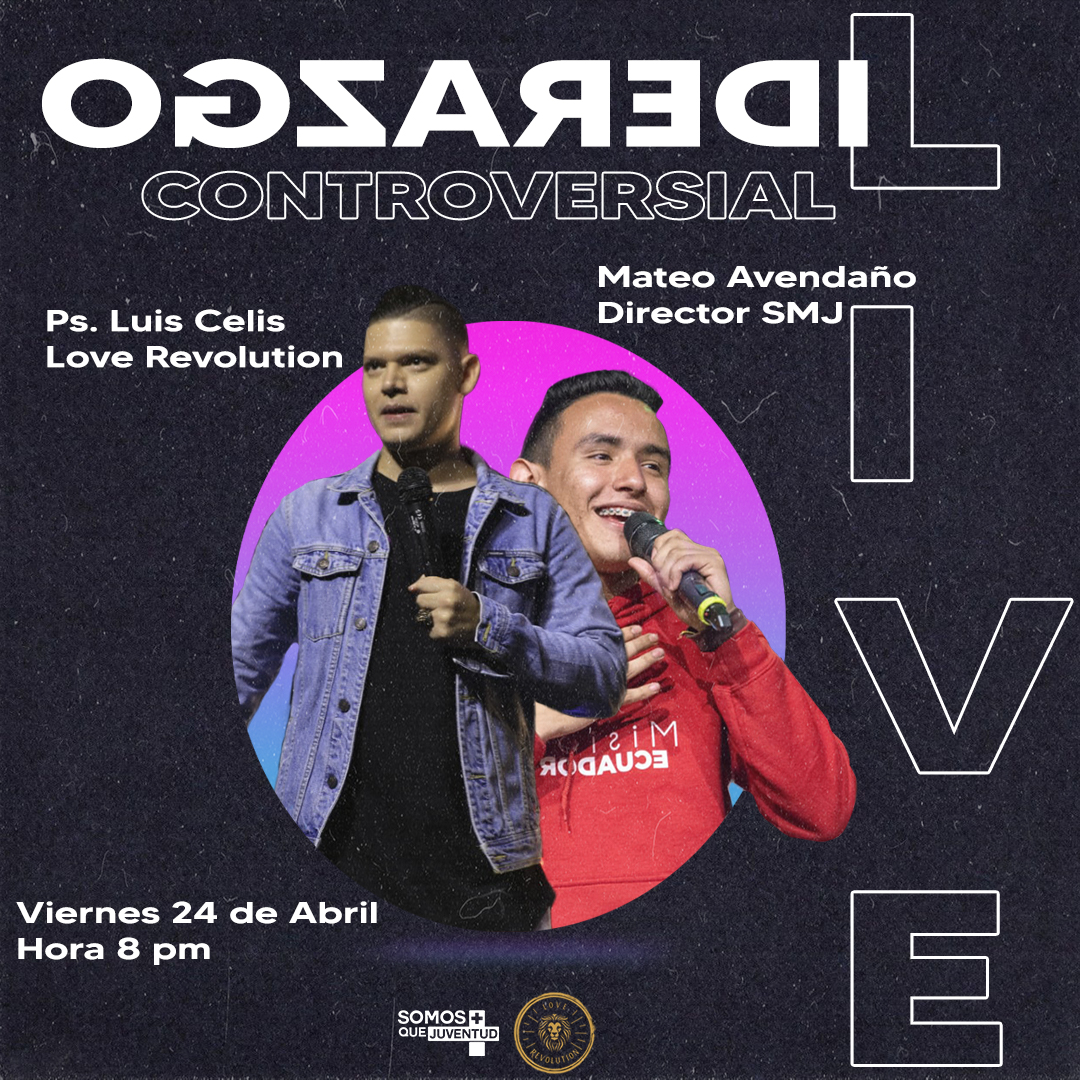 LIDERAZGO
CONTROVERSIAL
LIVE
Ps. Luis Celis
Love Revolution
Mateo Avendaño
Director SMJ
Misi
ECUADOR
Viernes 24 de Abril
Hora 8 pm
SOMOS+
QUE JUVENTUD
LOVE
REVOLUTION